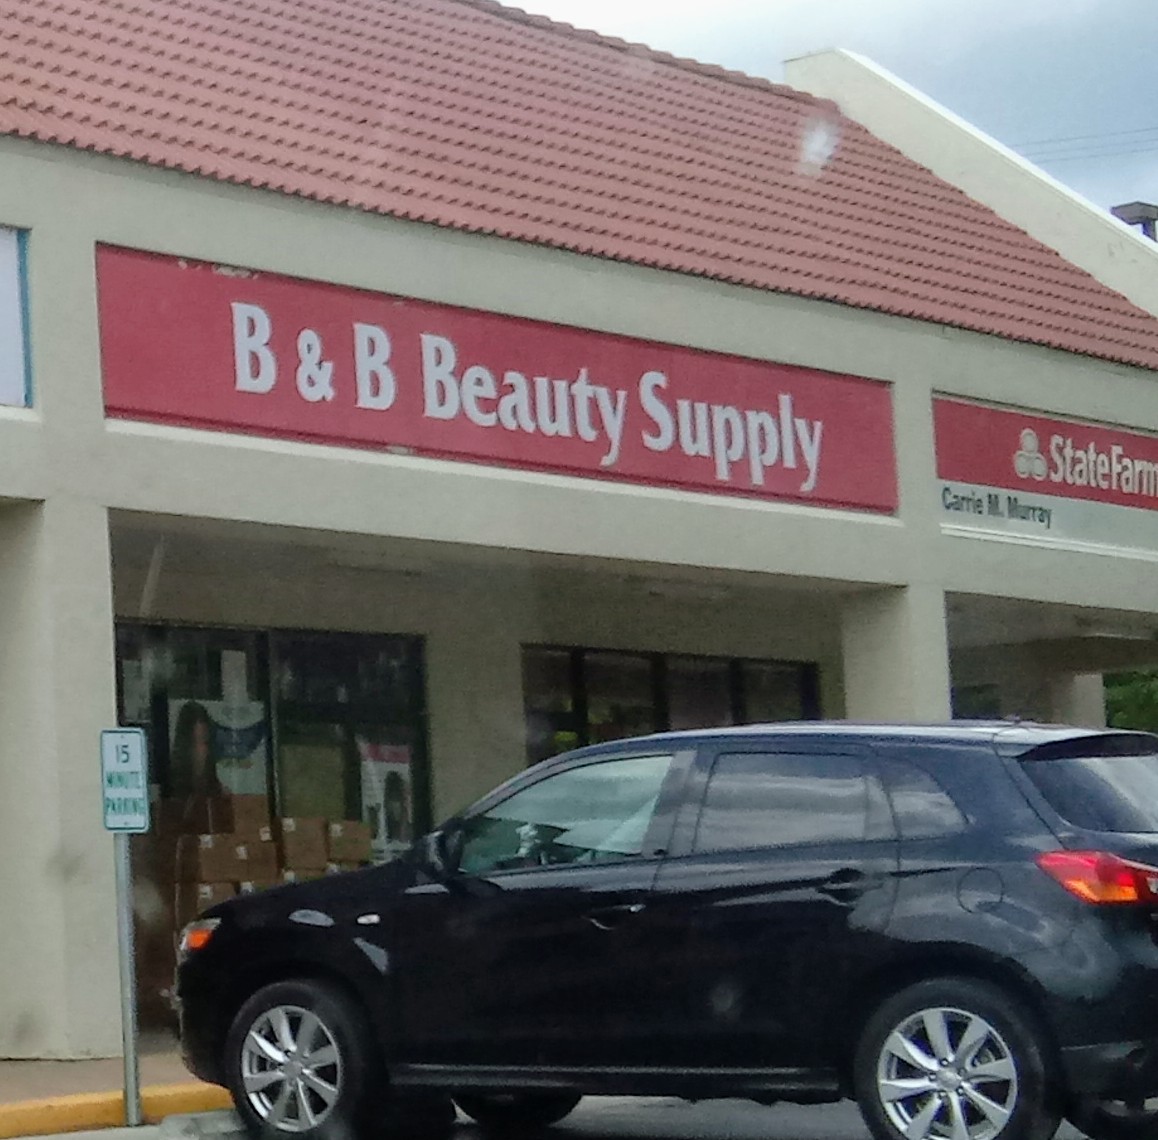 B & B Beauty Supply
StateFarm
Carrie M. Murray
15
MINUTE
PARKING